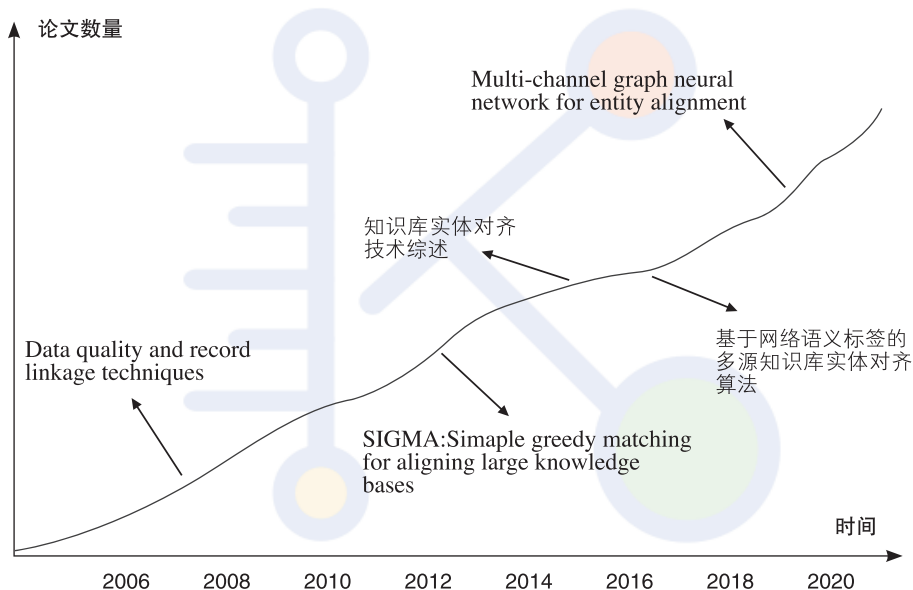 论文数量
Multi-channel graph neural
network for entity alignment
知识库实体对齐
技术综述
基于网络语义标签的
多源知识库实体对齐
算法
Data quality and record
linkage techniques
SIGMA:Simaple greedy matching
for aligning large knowledge
bases
时间
2006 2008 2010 2012 2014 2016 2018 2020